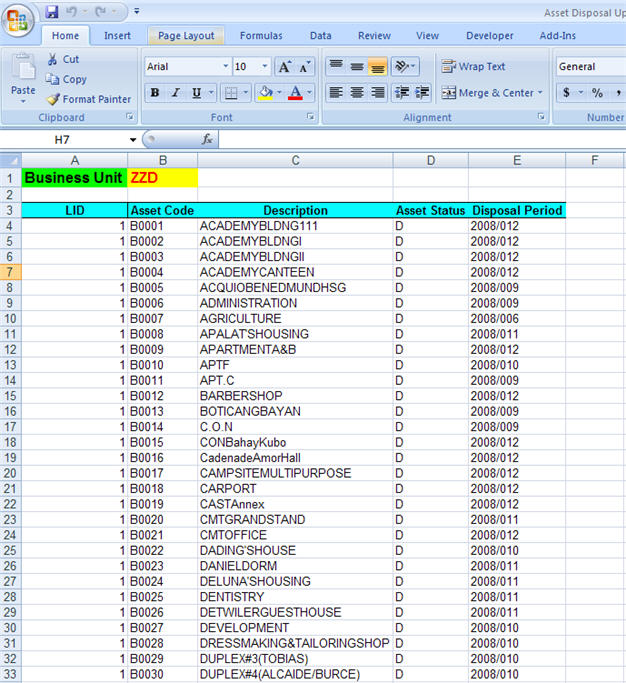 Asset Disposal Up
Home Insert Page Layout Formulas Data Review View Developer Add-Ins
Paste
Cut
Copy
Format Painter
Clipboard
Arial 10 A A
B I U A
Font
Wrap Text
Merge & Center
Alignment
General
$ % ,
Number
H7 fx
A B C D E F
1 Business Unit ZZD
2
3 LID Asset Code Description Asset Status Disposal Period
4 1 B0001 ACADEMYBLDNG111 D 2008/012
5 1 B0002 ACADEMYBLDNGI D 2008/012
6 1 B0003 ACADEMYBLDNGII D 2008/012
7 1 B0004 ACADEMYCANTEEN D 2008/012
8 1 B0005 ACQUIOBENEDMUNDHSG D 2008/009
9 1 B0006 ADMINISTRATION D 2008/009
10 1 B0007 AGRICULTURE D 2008/006
11 1 B0008 APALAT'SHOUSING D 2008/011
12 1 B0009 APARTMENTA&B D 2008/012
13 1 B0010 APTF D 2008/010
14 1 B0011 APT.C D 2008/009
15 1 B0012 BARBERSHOP D 2008/012
16 1 B0013 BOTICANGBAYAN D 2008/009
17 1 B0014 C.O.N D 2008/009
18 1 B0015 CONBahayKubo D 2008/012
19 1 B0016 CadenadeAmorHall D 2008/012
20 1 B0017 CAMPSITEMULTIPURPOSE D 2008/012
21 1 B0018 CARPORT D 2008/012
22 1 B0019 CASTAnnex D 2008/012
23 1 B0020 CMTGRANDSTAND D 2008/011
24 1 B0021 CMTOFFICE D 2008/012
25 1 B0022 DADING'SHOUSE D 2008/010
26 1 B0023 DANIELDORM D 2008/011
27 1 B0024 DELUNA'SHOUSING D 2008/011
28 1 B0025 DENTISTRY D 2008/011
29 1 B0026 DETWILERGUESTHOUSE D 2008/011
30 1 B0027 DEVELOPMENT D 2008/010
31 1 B0028 DRESSMAKING&TAILORINGSHOP D 2008/010
32 1 B0029 DUPLEX#3(TOBIAS) D 2008/010
33 1 B0030 DUPLEX#4(ALCAIDE/BURCE) D 2008/010